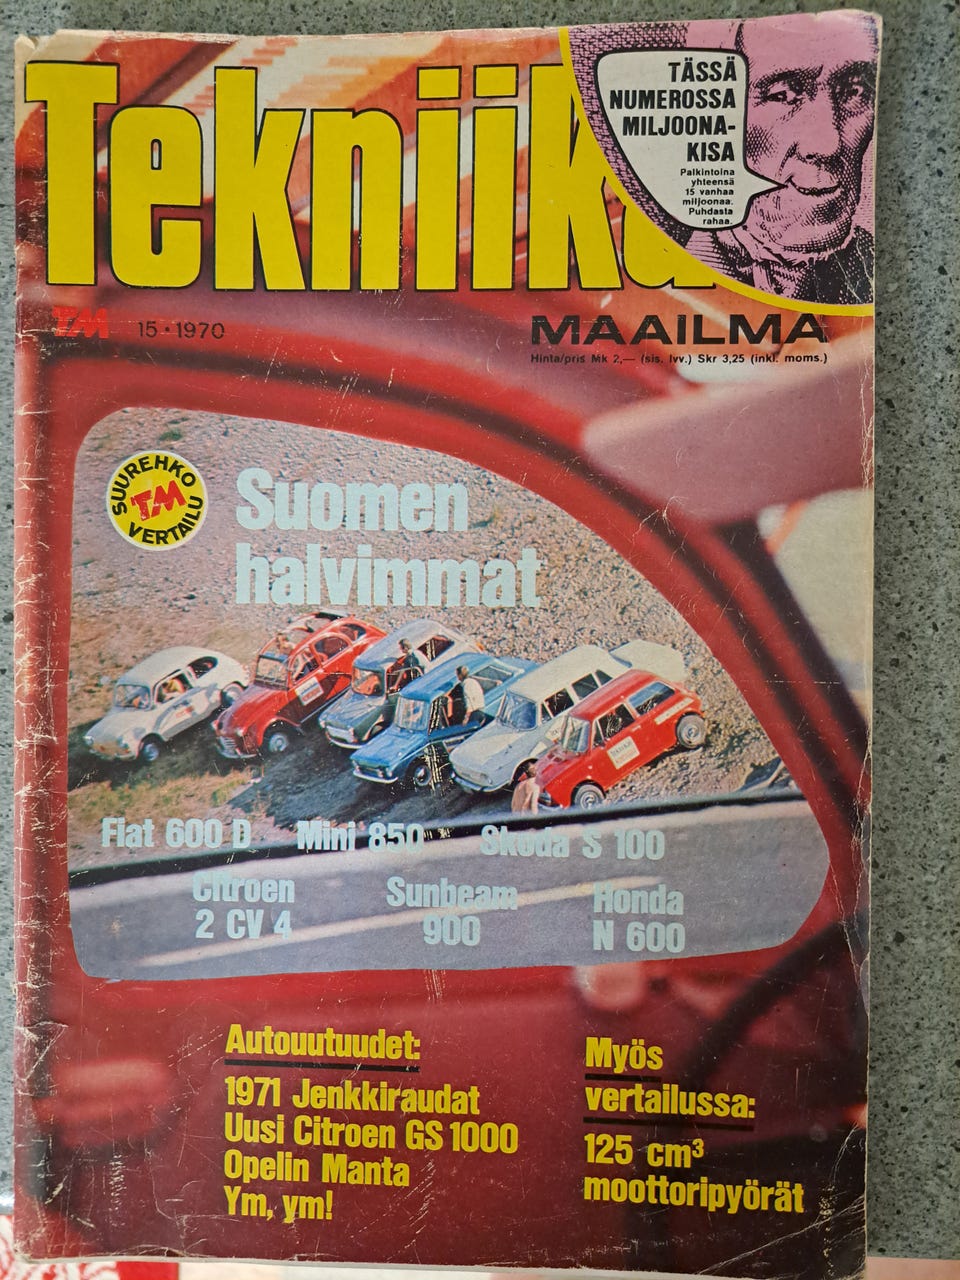 Tekniika
TÄSSÄ
NUMEROSSA
MILJOONA-
KISA
Palkintoina
yhteensä
15 vanhaa
miljoonaa.
Puhdasta
rahaa.
TM 15 • 1970
MAAILMA
Hinta/pris Mk 2,— (sis. lvv.) Skr 3,25 (inkl. moms.)
SUUREHKO
TM
VERTAILU
Suomen
halvimmat
Fiat 600 D Mini 850 Skoda S 100
Citroen Sunbeam Honda
2 CV 4 900 N 600
Autouutuudet:
1971 Jenkkiraudat
Uusi Citroen GS 1000
Opelin Manta
Ym, ym!
Myös
vertailussa:
125 cm³
moottoripyörät